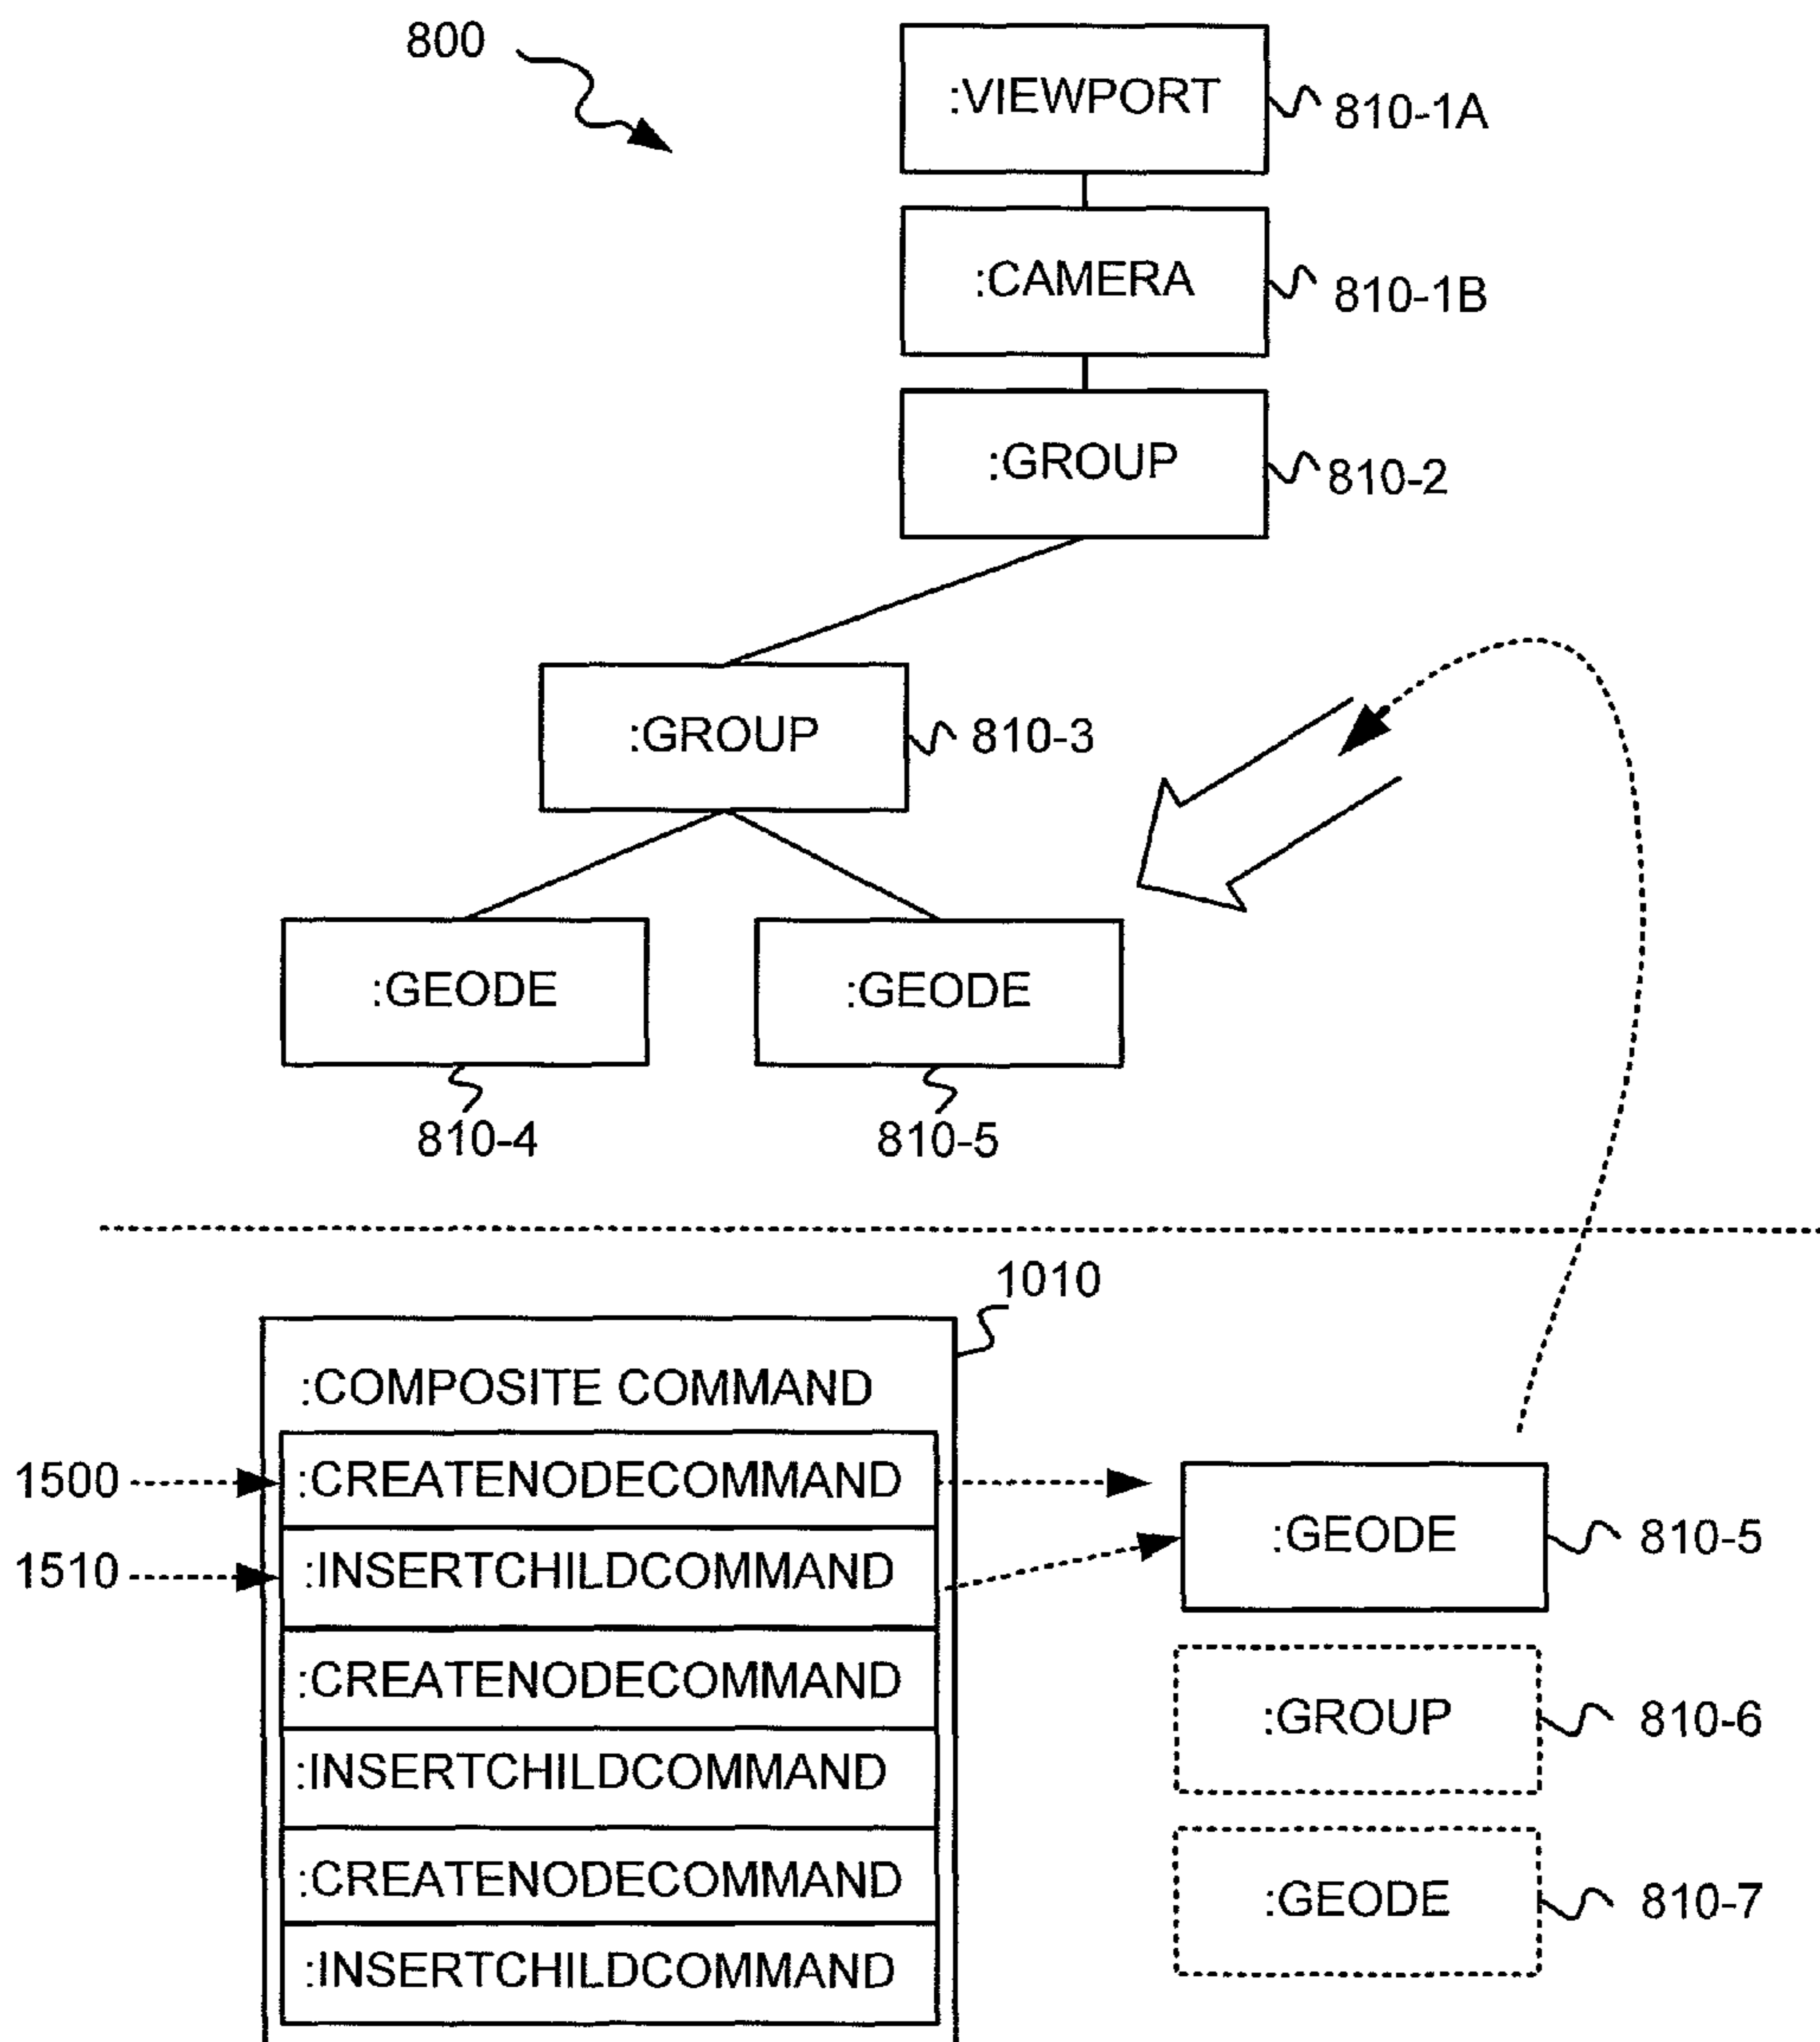 800
:VIEWPORT
810-1A
:CAMERA
810-1B
:GROUP
810-2
:GROUP
810-3
:GEODE
:GEODE
810-4
810-5
1010
:COMPOSITE COMMAND
1500
:CREATENODECOMMAND
1510
:INSERTCHILDCOMMAND
:CREATENODECOMMAND
:INSERTCHILDCOMMAND
:CREATENODECOMMAND
:INSERTCHILDCOMMAND
:GEODE
810-5
:GROUP
810-6
:GEODE
810-7